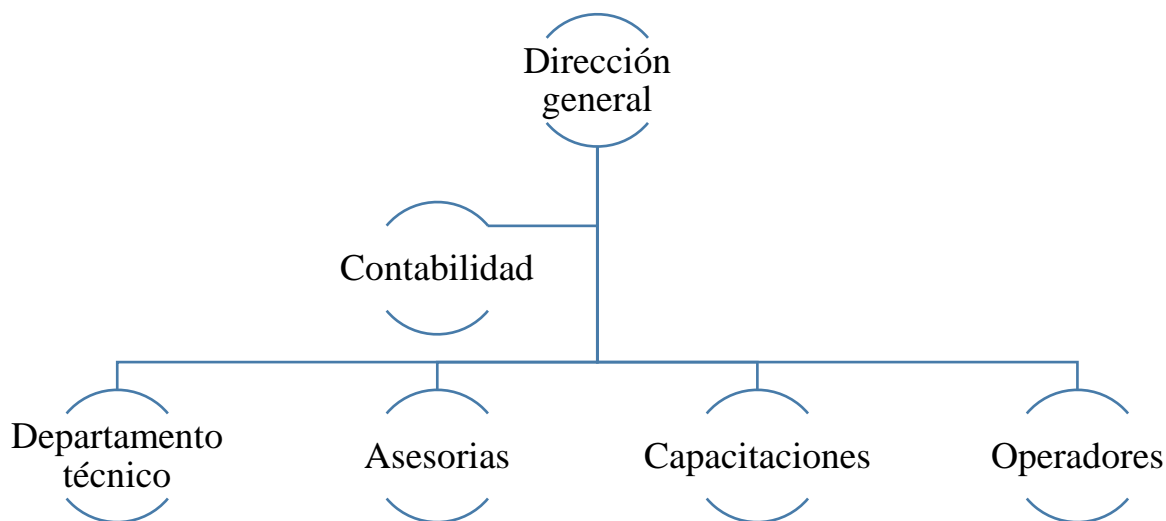 Dirección
general
Contabilidad
Departamento
técnico
Asesorias
Capacitaciones
Operadores